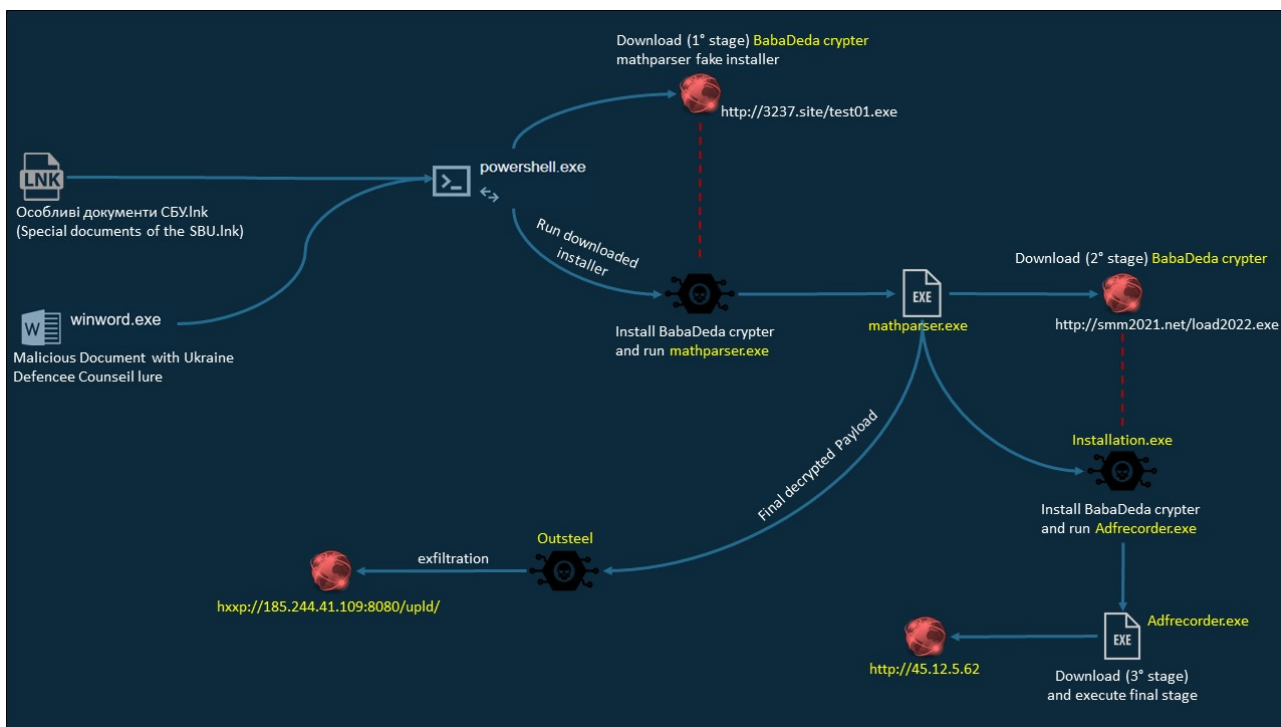 Download (1° stage) BabaDeda crypter
mathparser fake installer
http://3237.site/test01.exe
LNK
powershell.exe
Особливі документи СБУ.lnk
(Special documents of the SBU.lnk)
Run downloaded
installer
Download (2° stage) BabaDeda crypter
EXE
W
winword.exe
mathparser.exe
http://smm2021.net/load2022.exe
Install BabaDeda crypter
and run mathparser.exe
Malicious Document with Ukraine
Defencee Counseil lure
Final decrypted Payload
Installation.exe
Install BabaDeda crypter
and run Adfrecorder.exe
Outsteel
exfiltration
hxxp://185.244.41.109:8080/upld/
Adfrecorder.exe
EXE
http://45.12.5.62
Download (3° stage)
and execute final stage